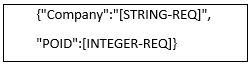 {"Company":"[STRING-REQ]",
"POID":[INTEGER-REQ]}